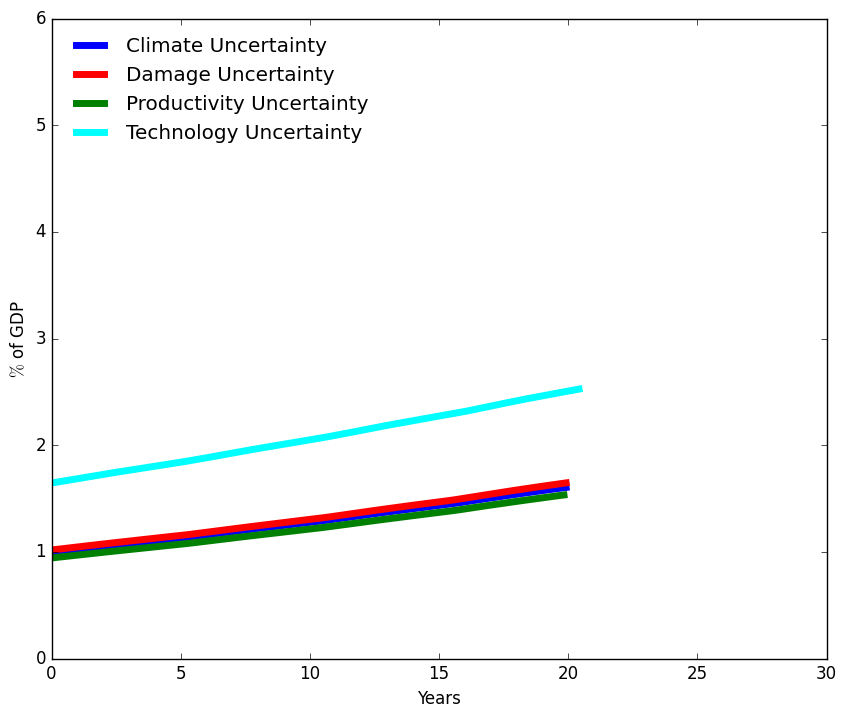 6
Climate Uncertainty
Damage Uncertainty
Productivity Uncertainty
Technology Uncertainty
5
4
3
2
1
0
% of GDP
0 5 10 15 20 25 30
Years